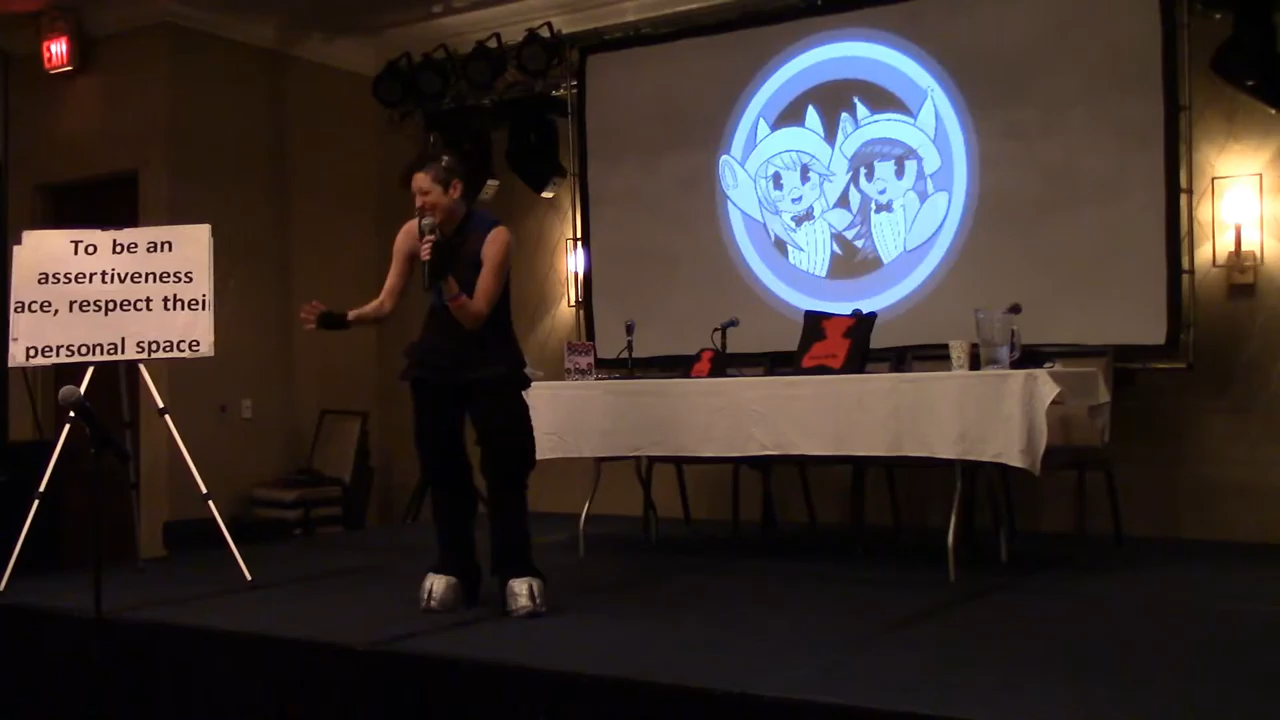 EXIT
To be an
assertiveness
ace, respect thei
personal space